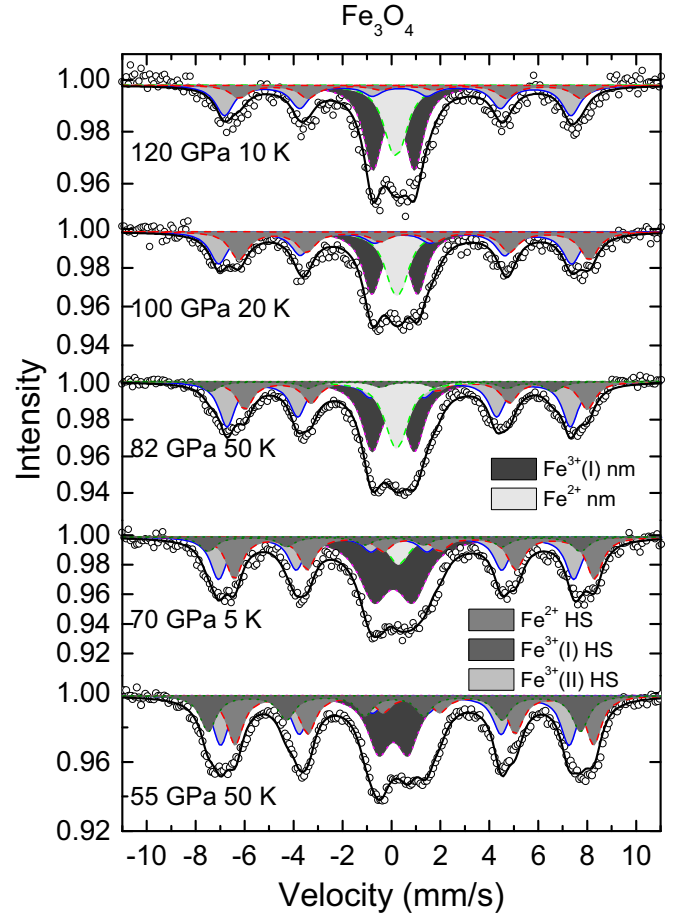 Fe3O4
1.00
0.98
0.96
120 GPa 10 K
1.00
0.98
0.96
0.94
100 GPa 20 K
1.00
0.98
0.96
0.94
82 GPa 50 K
Fe3+(I) nm
Fe2+ nm
1.00
0.98
0.96
0.94
0.92
70 GPa 5 K
Fe2+ HS
Fe3+(I) HS
Fe3+(II) HS
1.00
0.96
0.92
55 GPa 50 K
Intensity
-10 -8 -6 -4 -2 0 2 4 6 8 10
Velocity (mm/s)